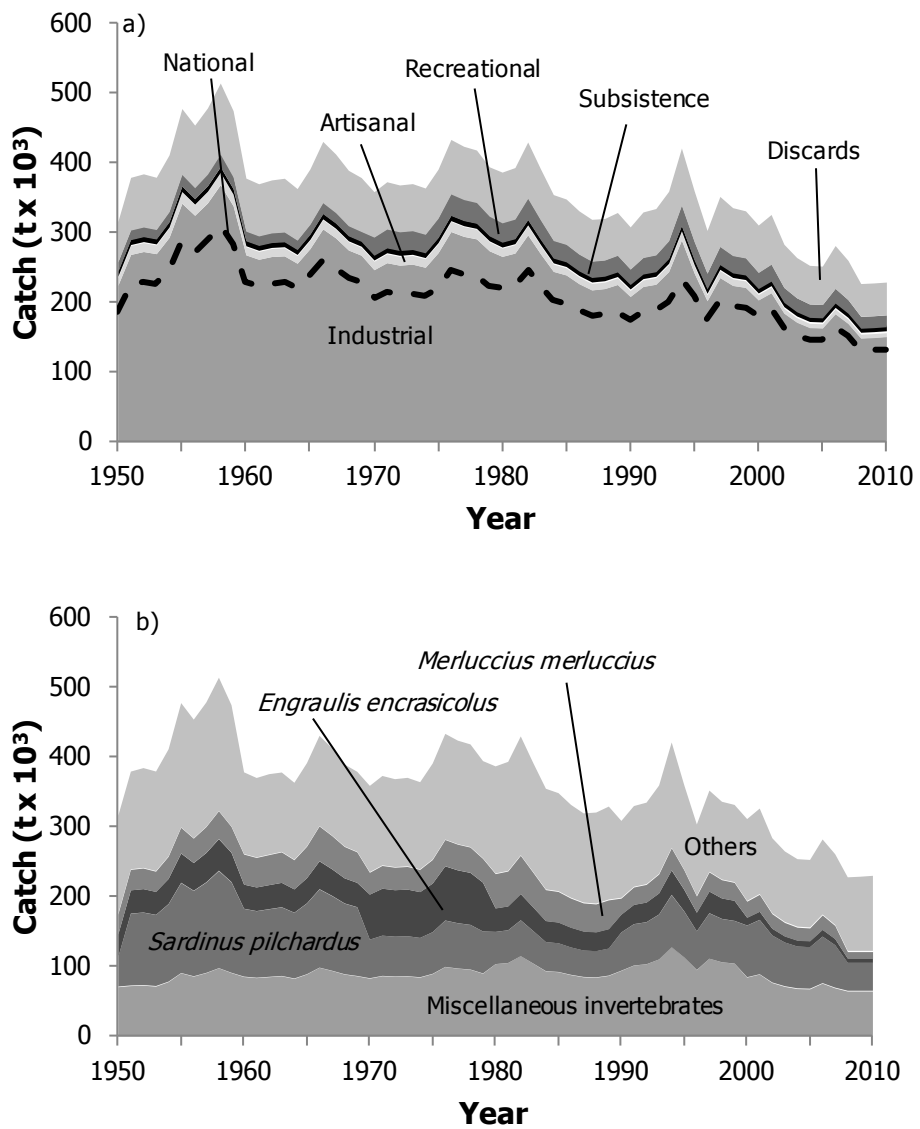 a)
Catch (t x 10³)
600
500
400
300
200
100
0
National
Artisanal
Recreational
Subsistence
Discards
Industrial
1950 1960 1970 1980 1990 2000 2010
Year
b)
Catch (t x 10³)
600
500
400
300
200
100
0
Merluccius merluccius
Engraulis encrasicolus
Others
Sardinus pilchardus
Miscellaneous invertebrates
1950 1960 1970 1980 1990 2000 2010
Year